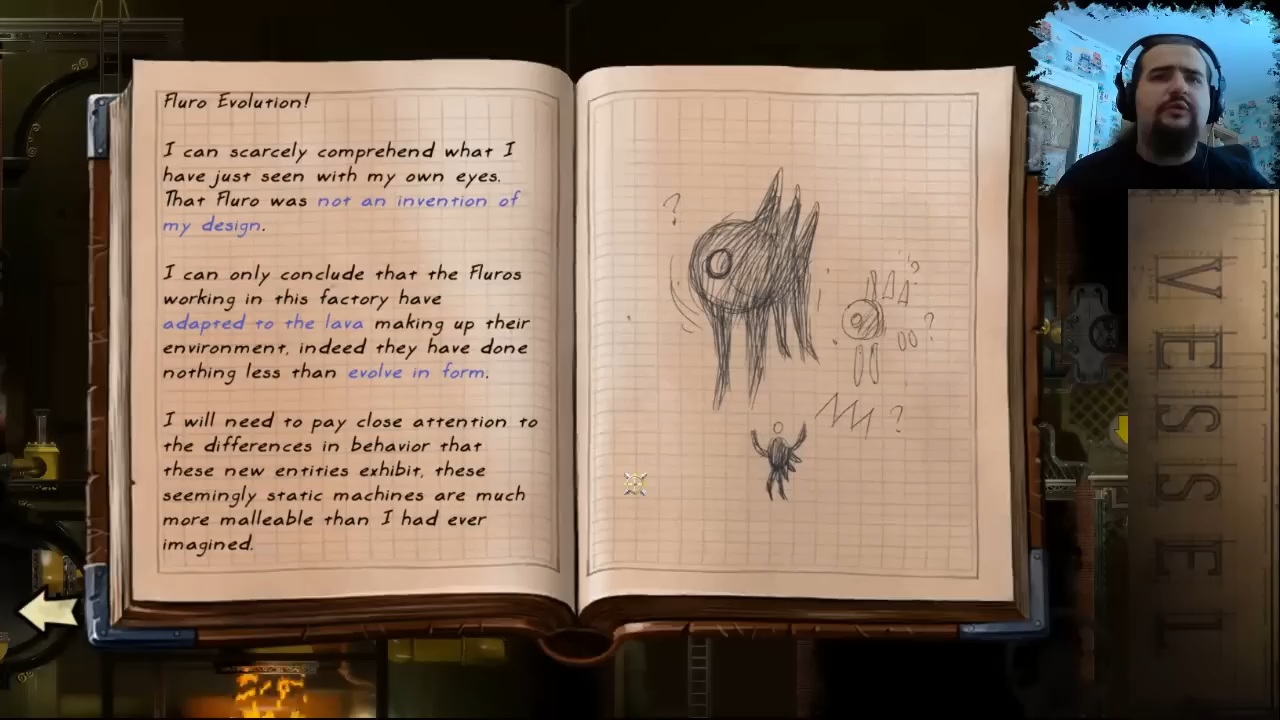 Fluro Evolution!
I can scarcely comprehend what I
have just seen with my own eyes.
That Fluro was not an invention of
my design.
I can only conclude that the Fluros
working in this factory have
adapted to the lava making up their
environment, indeed they have done
nothing less than evolve in form.
I will need to pay close attention to
the differences in behavior that
these new entities exhibit, these
seemingly static machines are much
more malleable than I had ever
imagined.
?
?
?
?
VESSEL